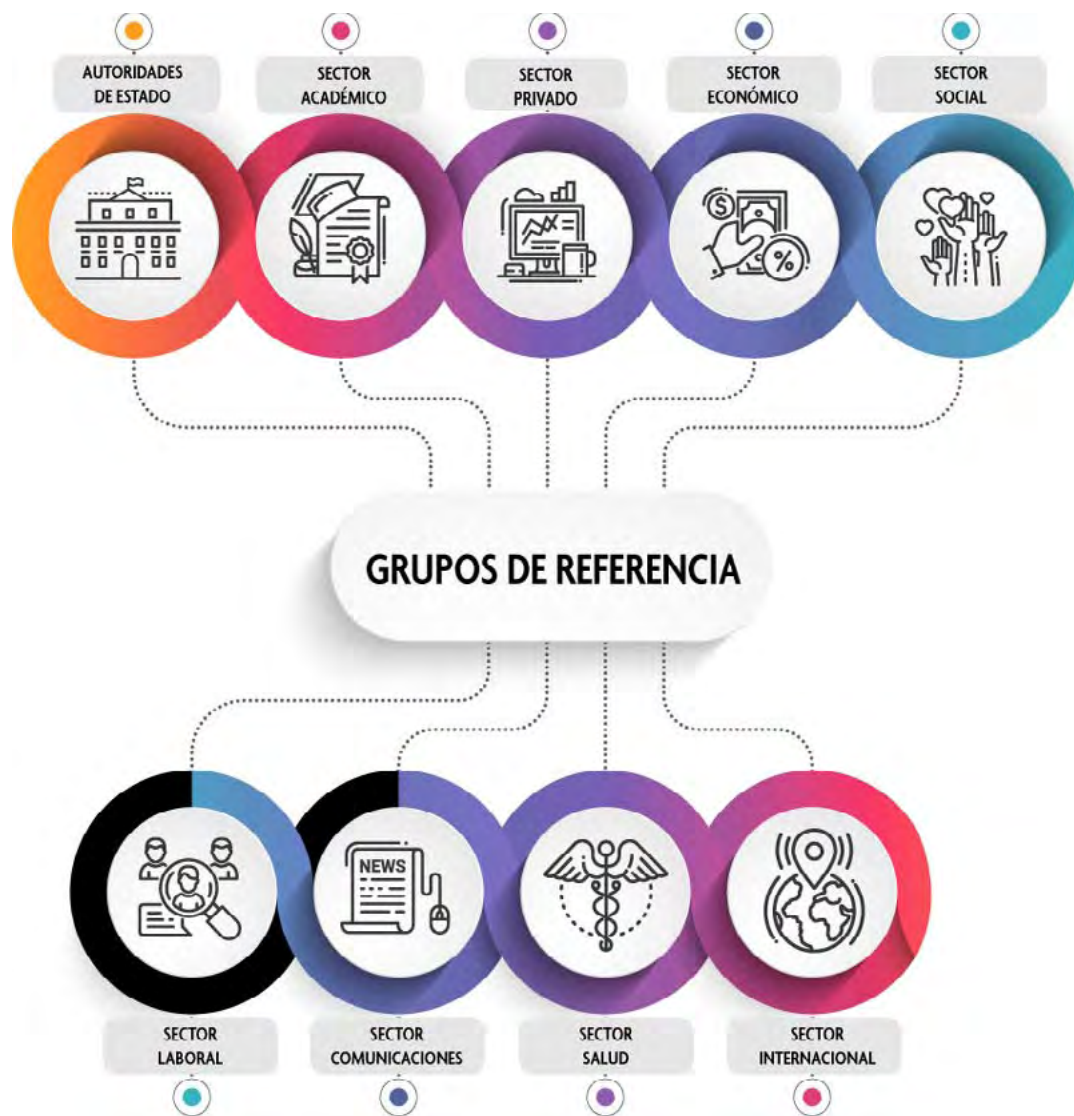 AUTORIDADES
DE ESTADO
SECTOR
ACADÉMICO
SECTOR
PRIVADO
SECTOR
ECONÓMICO
SECTOR
SOCIAL
$
%
GRUPOS DE REFERENCIA
NEWS
SECTOR
LABORAL
SECTOR
COMUNICACIONES
SECTOR
SALUD
SECTOR
INTERNACIONAL